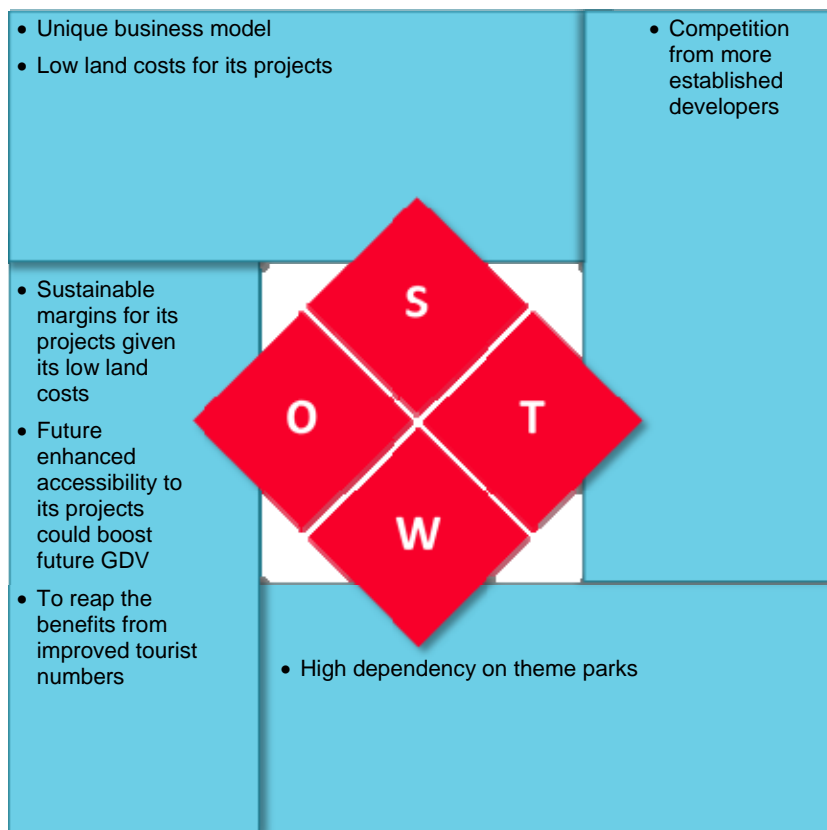 • Unique business model
• Low land costs for its projects
• Competition
from more
established
developers
S
• Sustainable
margins for its
projects given
its low land
costs
O
T
• Future
enhanced
accessibility to
its projects
could boost
future GDV
W
• To reap the
benefits from
improved tourist
numbers
• High dependency on theme parks